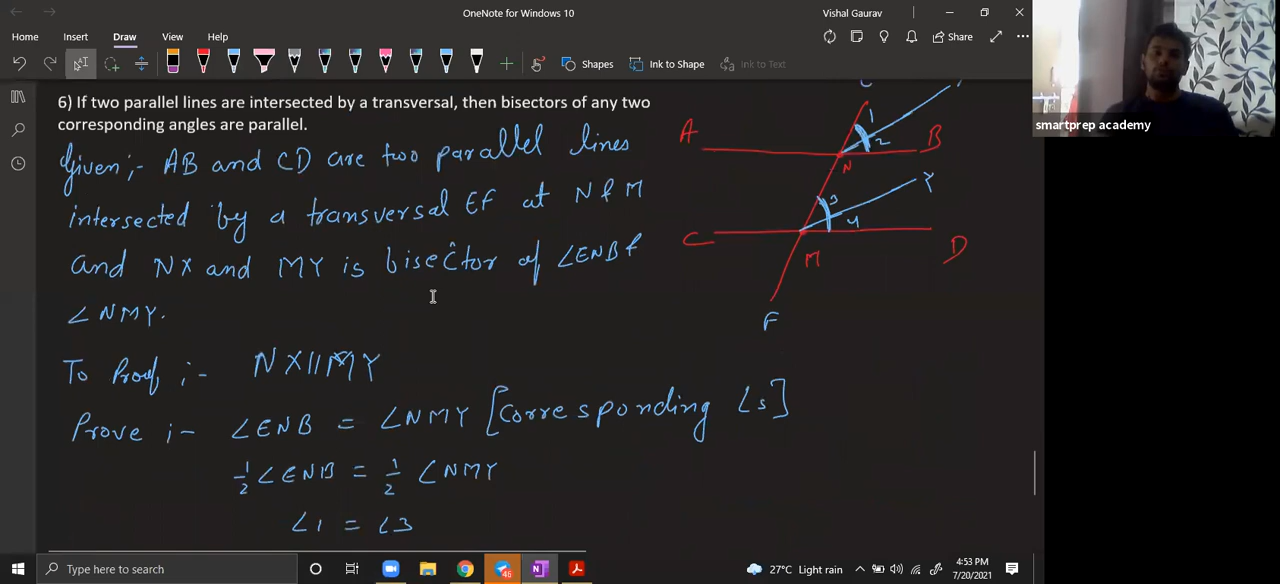 OneNote for Windows 10
Vishal Gaurav
Home Insert Draw View Help
Share
Shapes Ink to Shape Ink to Text
smartprep academy
6) If two parallel lines are intersected by a transversal, then bisectors of any two
corresponding angles are parallel.
Given ;- AB and CD are two parallel lines
intersected by a transversal EF at N & M
and NX and MY is bisector of ∠ENB &
∠NMY.
To Proof ;- NX || MY
Prove ;- ∠ENB = ∠NMY [Corresponding ∠s]
1/2 ∠ENB = 1/2 ∠NMY
∠1 = ∠3
A
1
2
B
N
Y
3
4
C
M
D
F
Type here to search
46
27°C Light rain
4:53 PM
7/20/2021